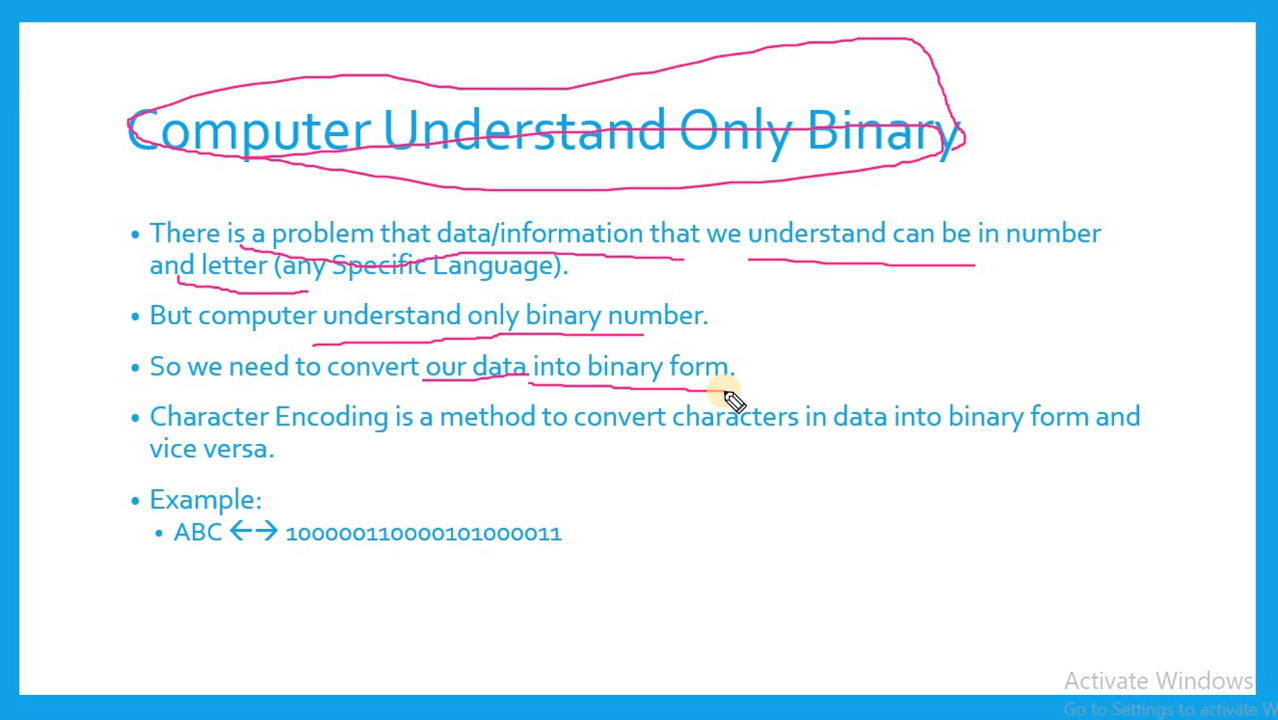 Computer Understand Only Binary
• There is a problem that data/information that we understand can be in number
and letter (any Specific Language).
• But computer understand only binary number.
• So we need to convert our data into binary form.
• Character Encoding is a method to convert characters in data into binary form and
vice versa.
• Example:
• ABC ←→ 100000110000101000011
Activate Windows
Go to Settings to activate W